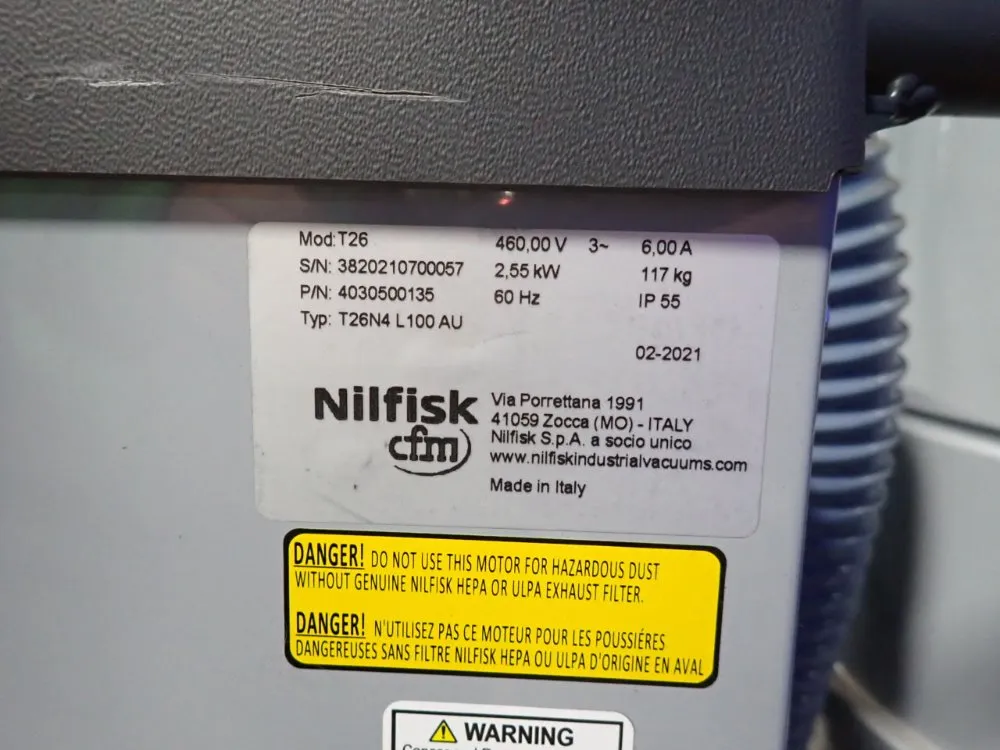 Mod: T26 460,00 V 3~ 6,00 A
S/N: 3820210700057 2,55 kW 117 kg
P/N: 4030500135 60 Hz IP 55
Typ: T26N4 L100 AU
02-2021
Nilfisk
cfm
Via Porrettana 1991
41059 Zocca (MO) - ITALY
Nilfisk S.p.A. a socio unico
www.nilfiskindustrialvacuums.com
Made in Italy
DANGER! DO NOT USE THIS MOTOR FOR HAZARDOUS DUST
WITHOUT GENUINE NILFISK HEPA OR ULPA EXHAUST FILTER.
DANGER! N'UTILISEZ PAS CE MOTEUR POUR LES POUSSIÉRES
DANGEREUSES SANS FILTRE NILFISK HEPA OU ULPA D'ORIGINE EN AVAL
WARNING